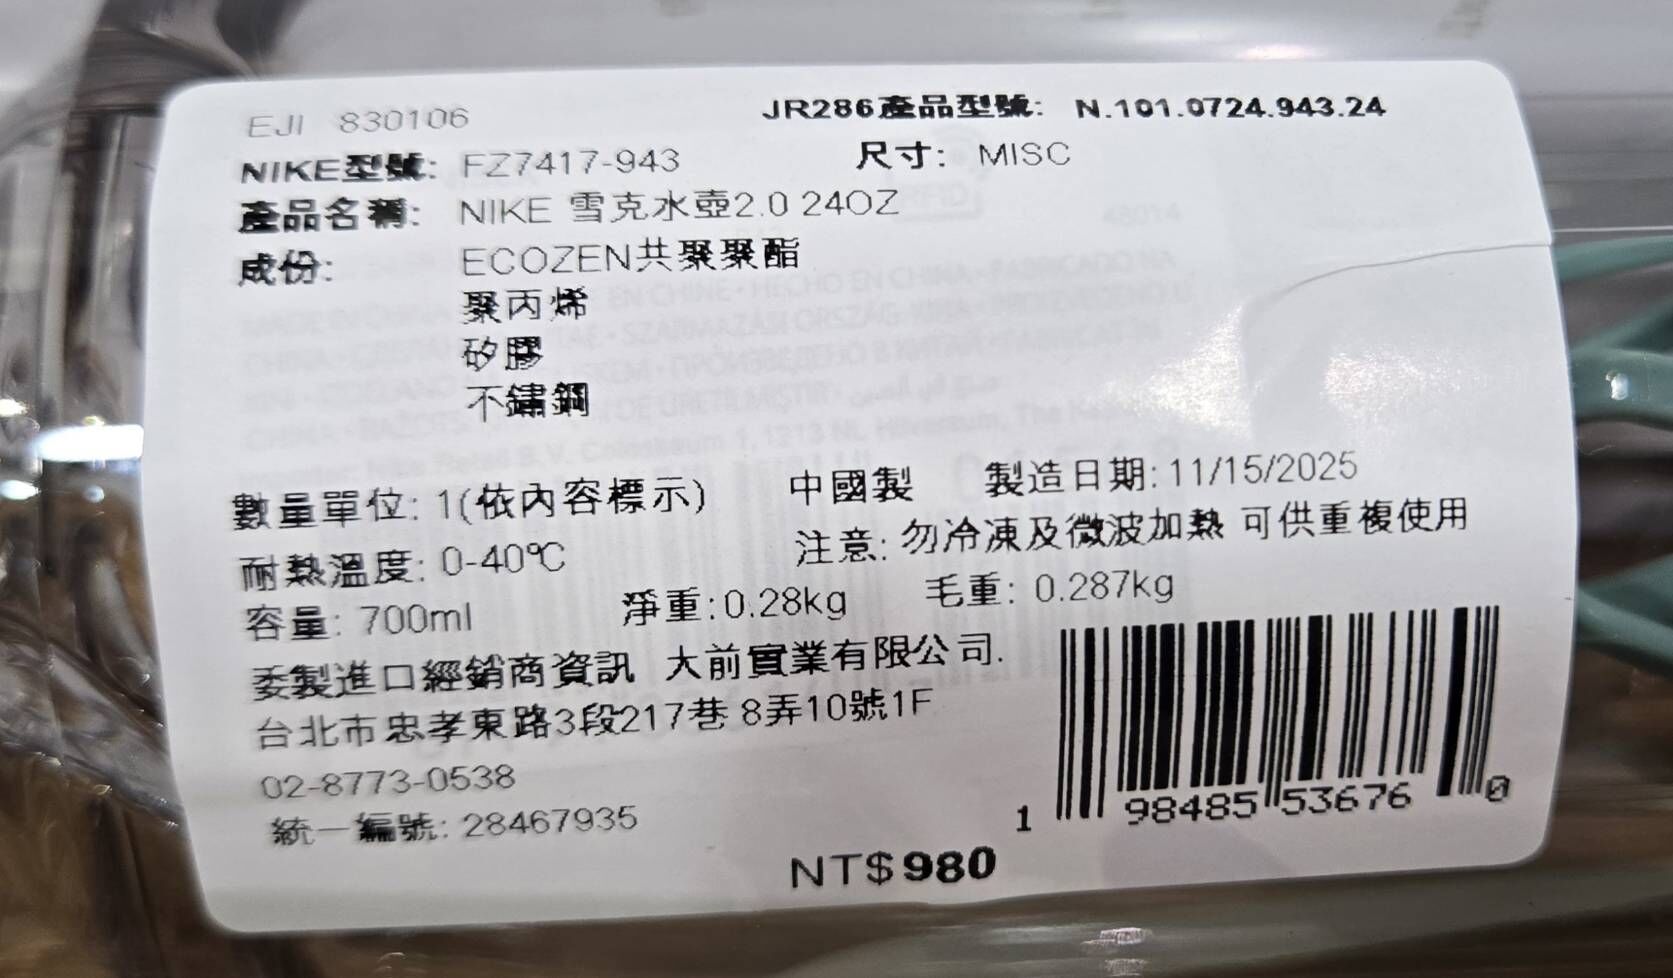 EJI 830106 JR286產品型號: N.101.0724.943.24
NIKE型號: FZ7417-943 尺寸: MISC
產品名稱: NIKE 雪克水壺2.0 24OZ
成份: ECOZEN共聚聚酯
聚丙烯
矽膠
不鏽鋼
數量單位: 1(依內容標示) 中國製 製造日期: 11/15/2025
耐熱溫度: 0-40℃ 注意: 勿冷凍及微波加熱 可供重複使用
容量: 700ml 淨重: 0.28kg 毛重: 0.287kg
委製進口經銷商資訊 大前實業有限公司.
台北市忠孝東路3段217巷 8弄10號1F
02-8773-0538
統一編號: 28467935
1 98485 53676 0
NT$980